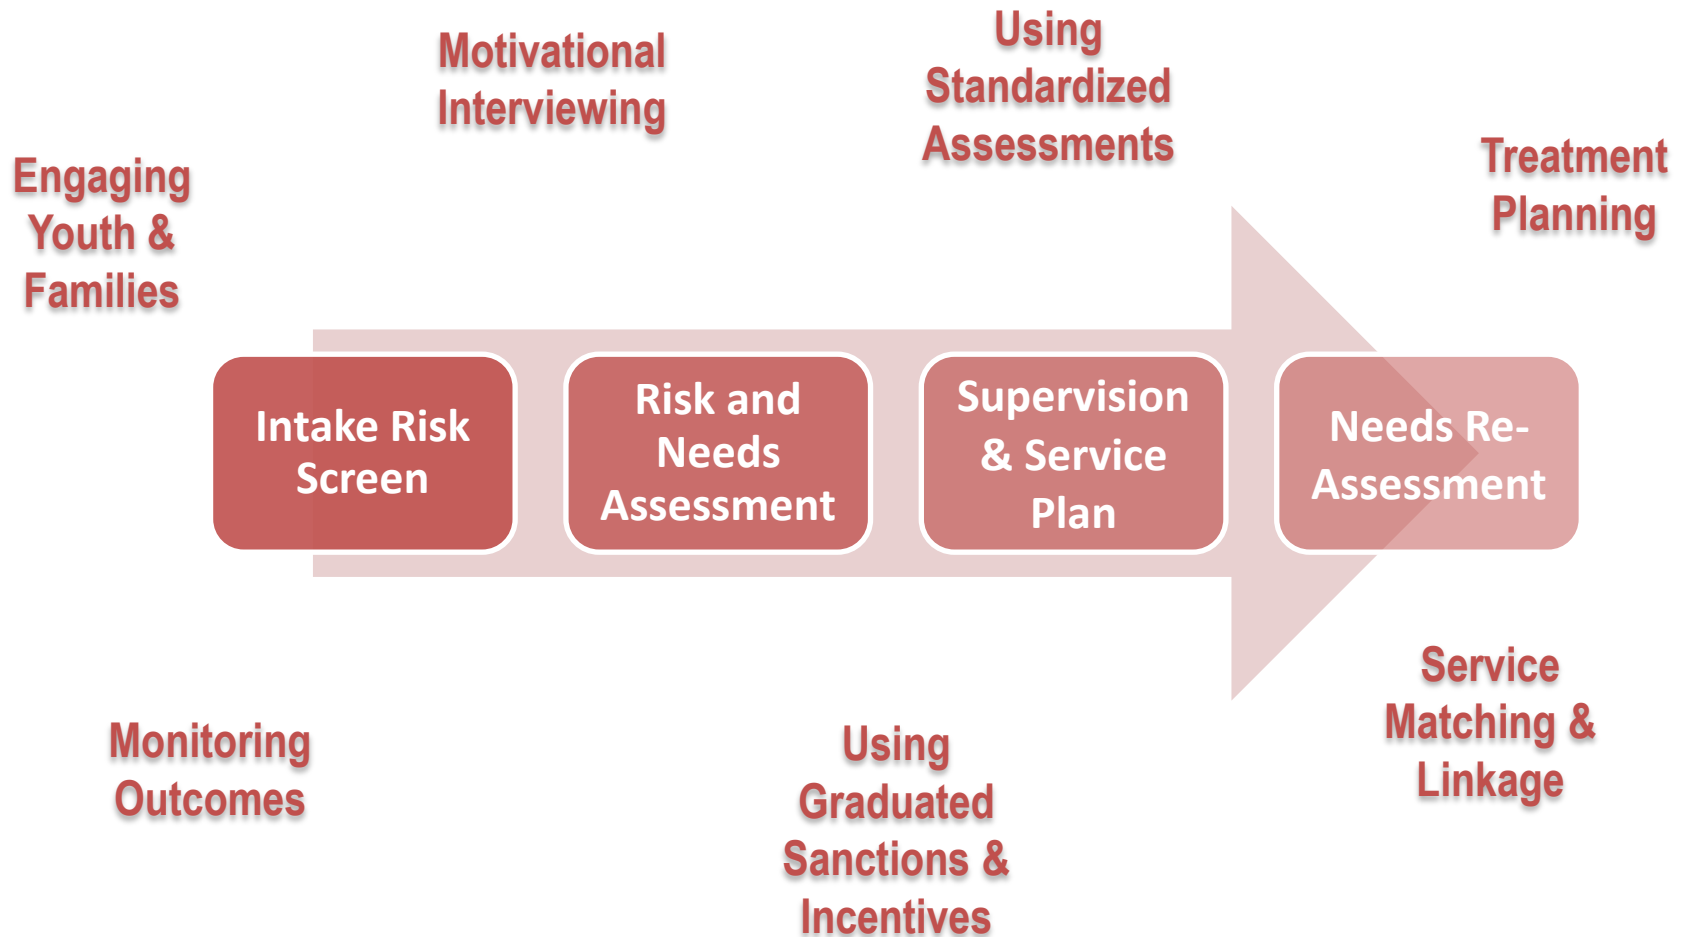 Using
Standardized
Assessments
Motivational
Interviewing
Treatment
Planning
Engaging
Youth &
Families
Intake Risk
Screen
Risk and
Needs
Assessment
Supervision
& Service
Plan
Needs Re-
Assessment
Service
Matching &
Linkage
Monitoring
Outcomes
Using
Graduated
Sanctions &
Incentives